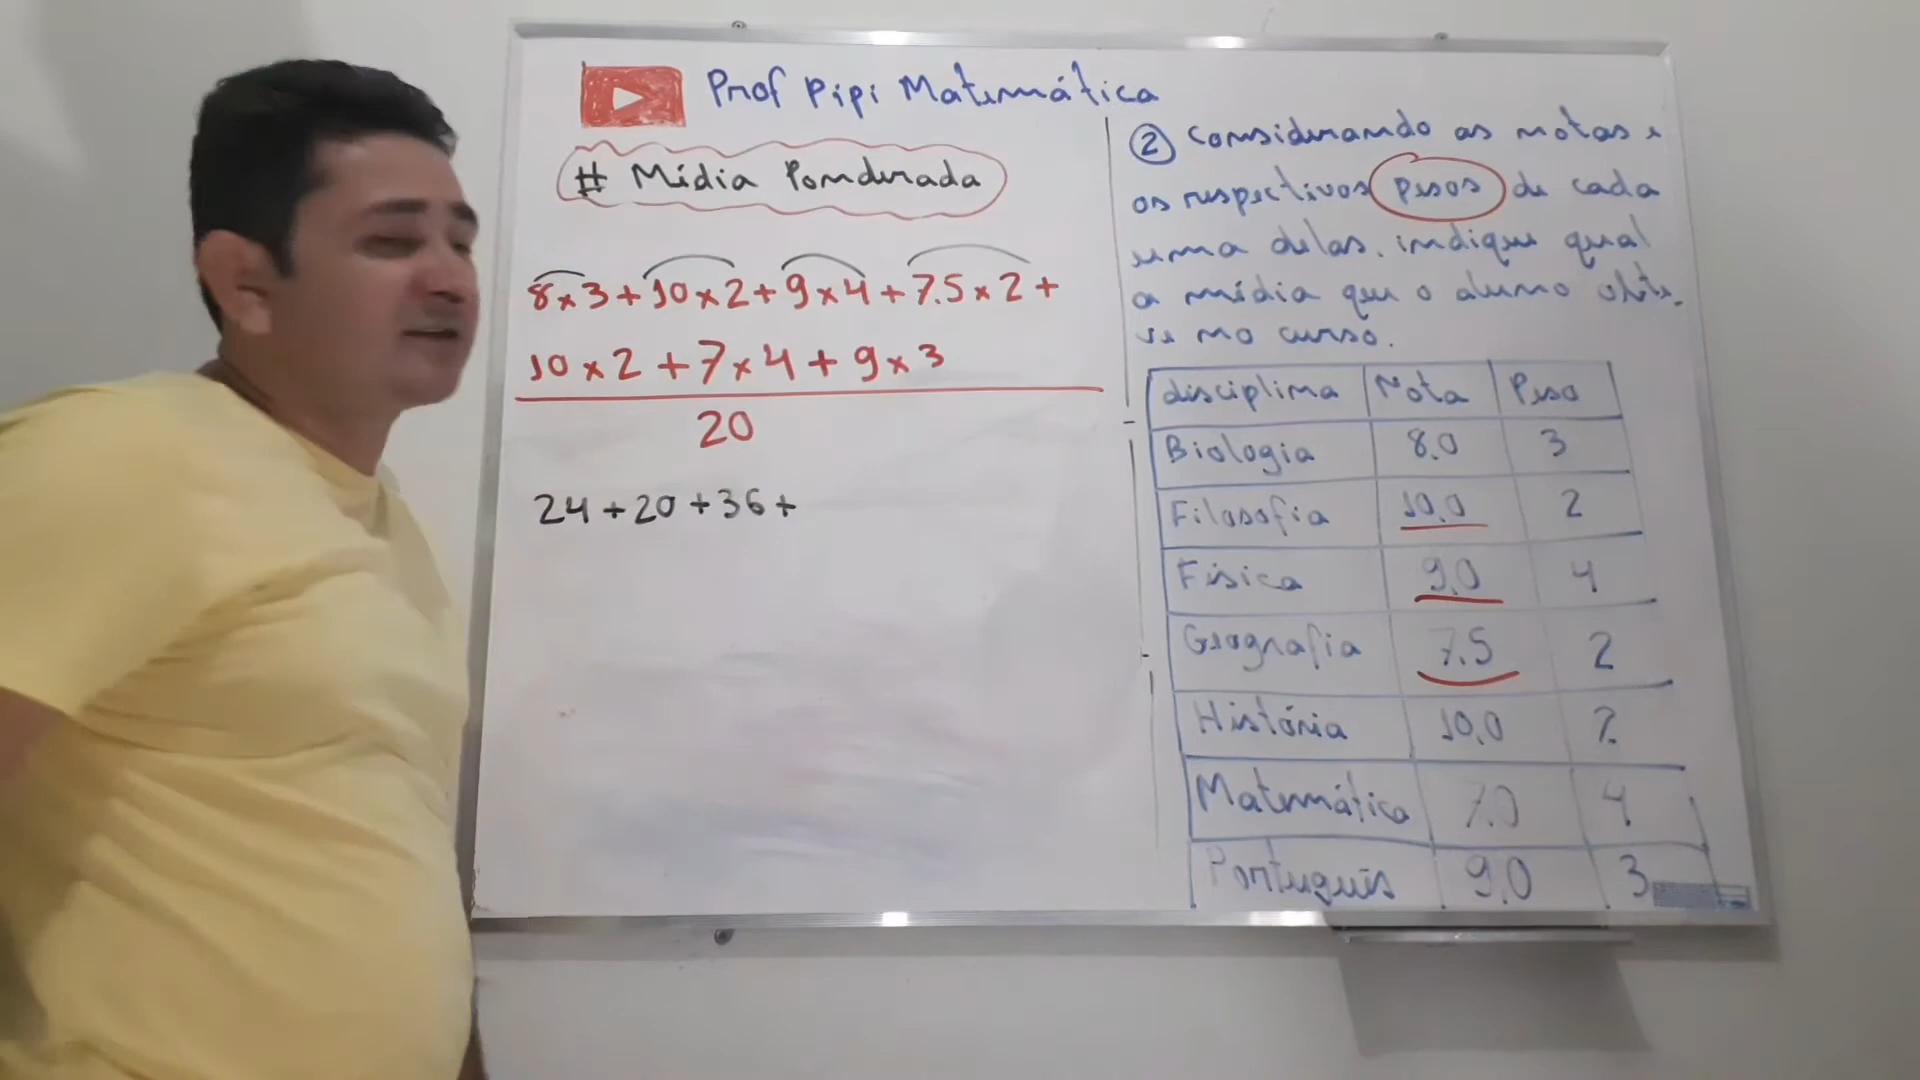 Prof Pipi Matemática
# Média Ponderada
8x3+10x2+9x4+7.5x2+
10x2+7x4+9x3
20
24+20+36+
② Considerando as notas e
os respectivos pesos de cada
uma delas. indique qual
a média que o aluno obte.
ve no curso.
disciplina Nota Peso
Biologia 8.0 3
Filosofia 10.0 2
Física 9.0 4
Geografia 7.5 2
História 10.0 2
Matemática 7.0 4
Português 9.0 3